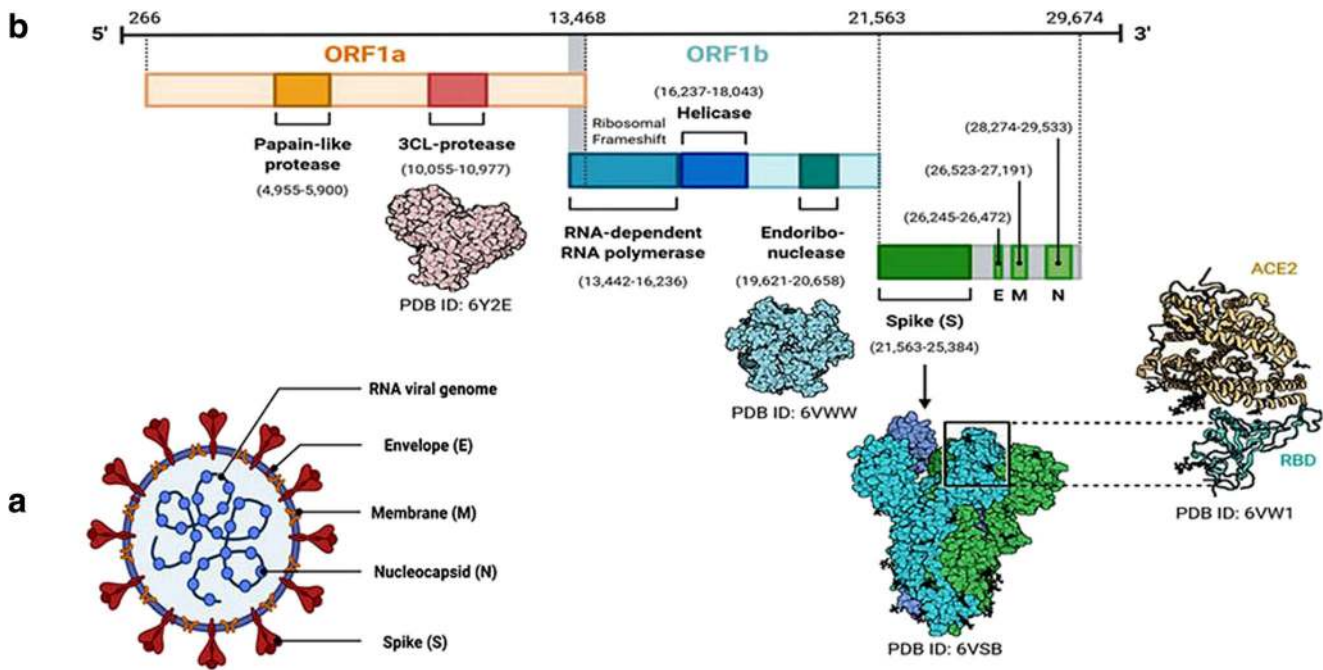 b
266
13,468
21,563
29,674
5'
3'
ORF1a
ORF1b
(16,237-18,043)
Helicase
Ribosomal
Frameshift
Papain-like
protease
(4,955-5,900)
3CL-protease
(10,055-10,977)
PDB ID: 6Y2E
RNA-dependent
RNA polymerase
(13,442-16,236)
Endoribo-
nuclease
(19,621-20,658)
PDB ID: 6VWW
(28,274-29,533)
(26,523-27,191)
(26,245-26,472)
E M N
Spike (S)
(21,563-25,384)
PDB ID: 6VSB
ACE2
RBD
PDB ID: 6VW1
a
RNA viral genome
Envelope (E)
Membrane (M)
Nucleocapsid (N)
Spike (S)